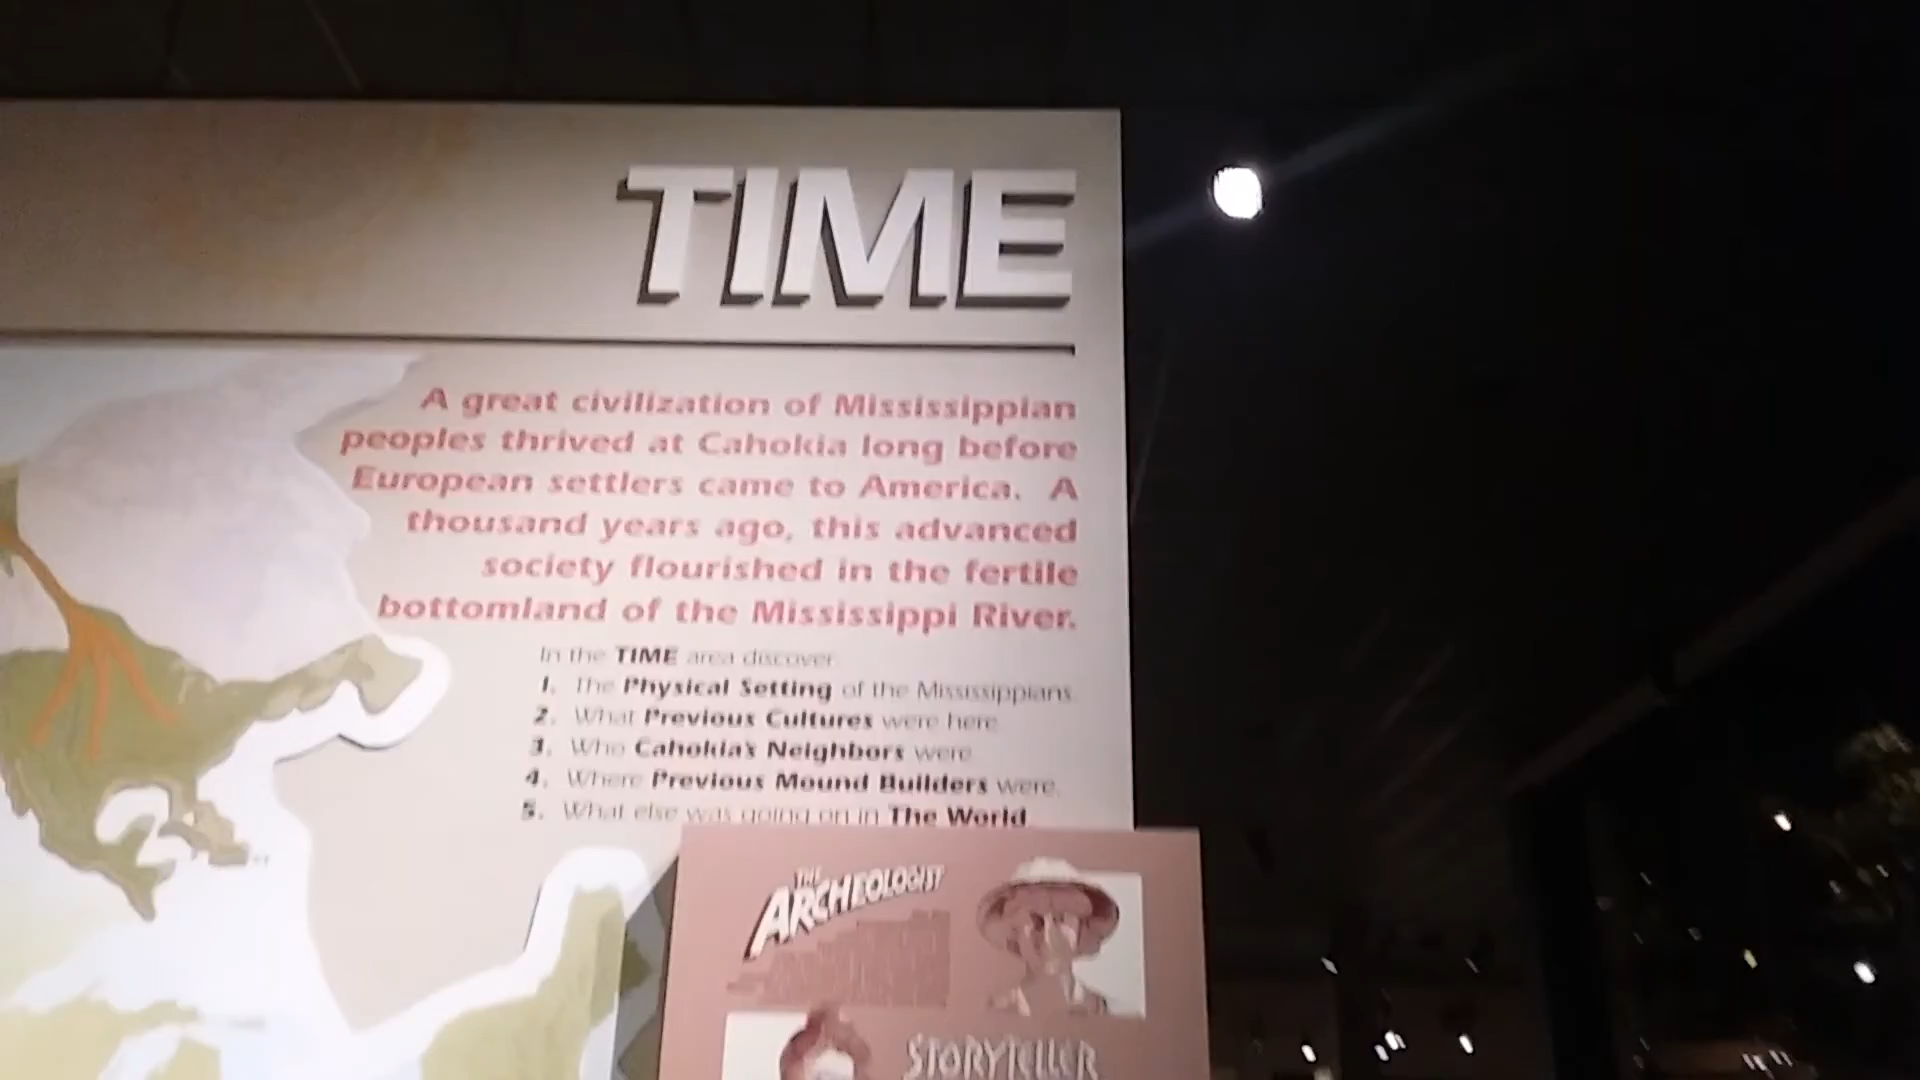 TIME
A great civilization of Mississippian
peoples thrived at Cahokia long before
European settlers came to America. A
thousand years ago, this advanced
society flourished in the fertile
bottomland of the Mississippi River.
In the TIME area discover
1. The Physical Setting of the Mississippians
2. What Previous Cultures were here
3. Who Cahokia's Neighbors were
4. Where Previous Mound Builders were.
5. What else was going on in The World
THE
ARCHEOLOGIST
STORYTELLER